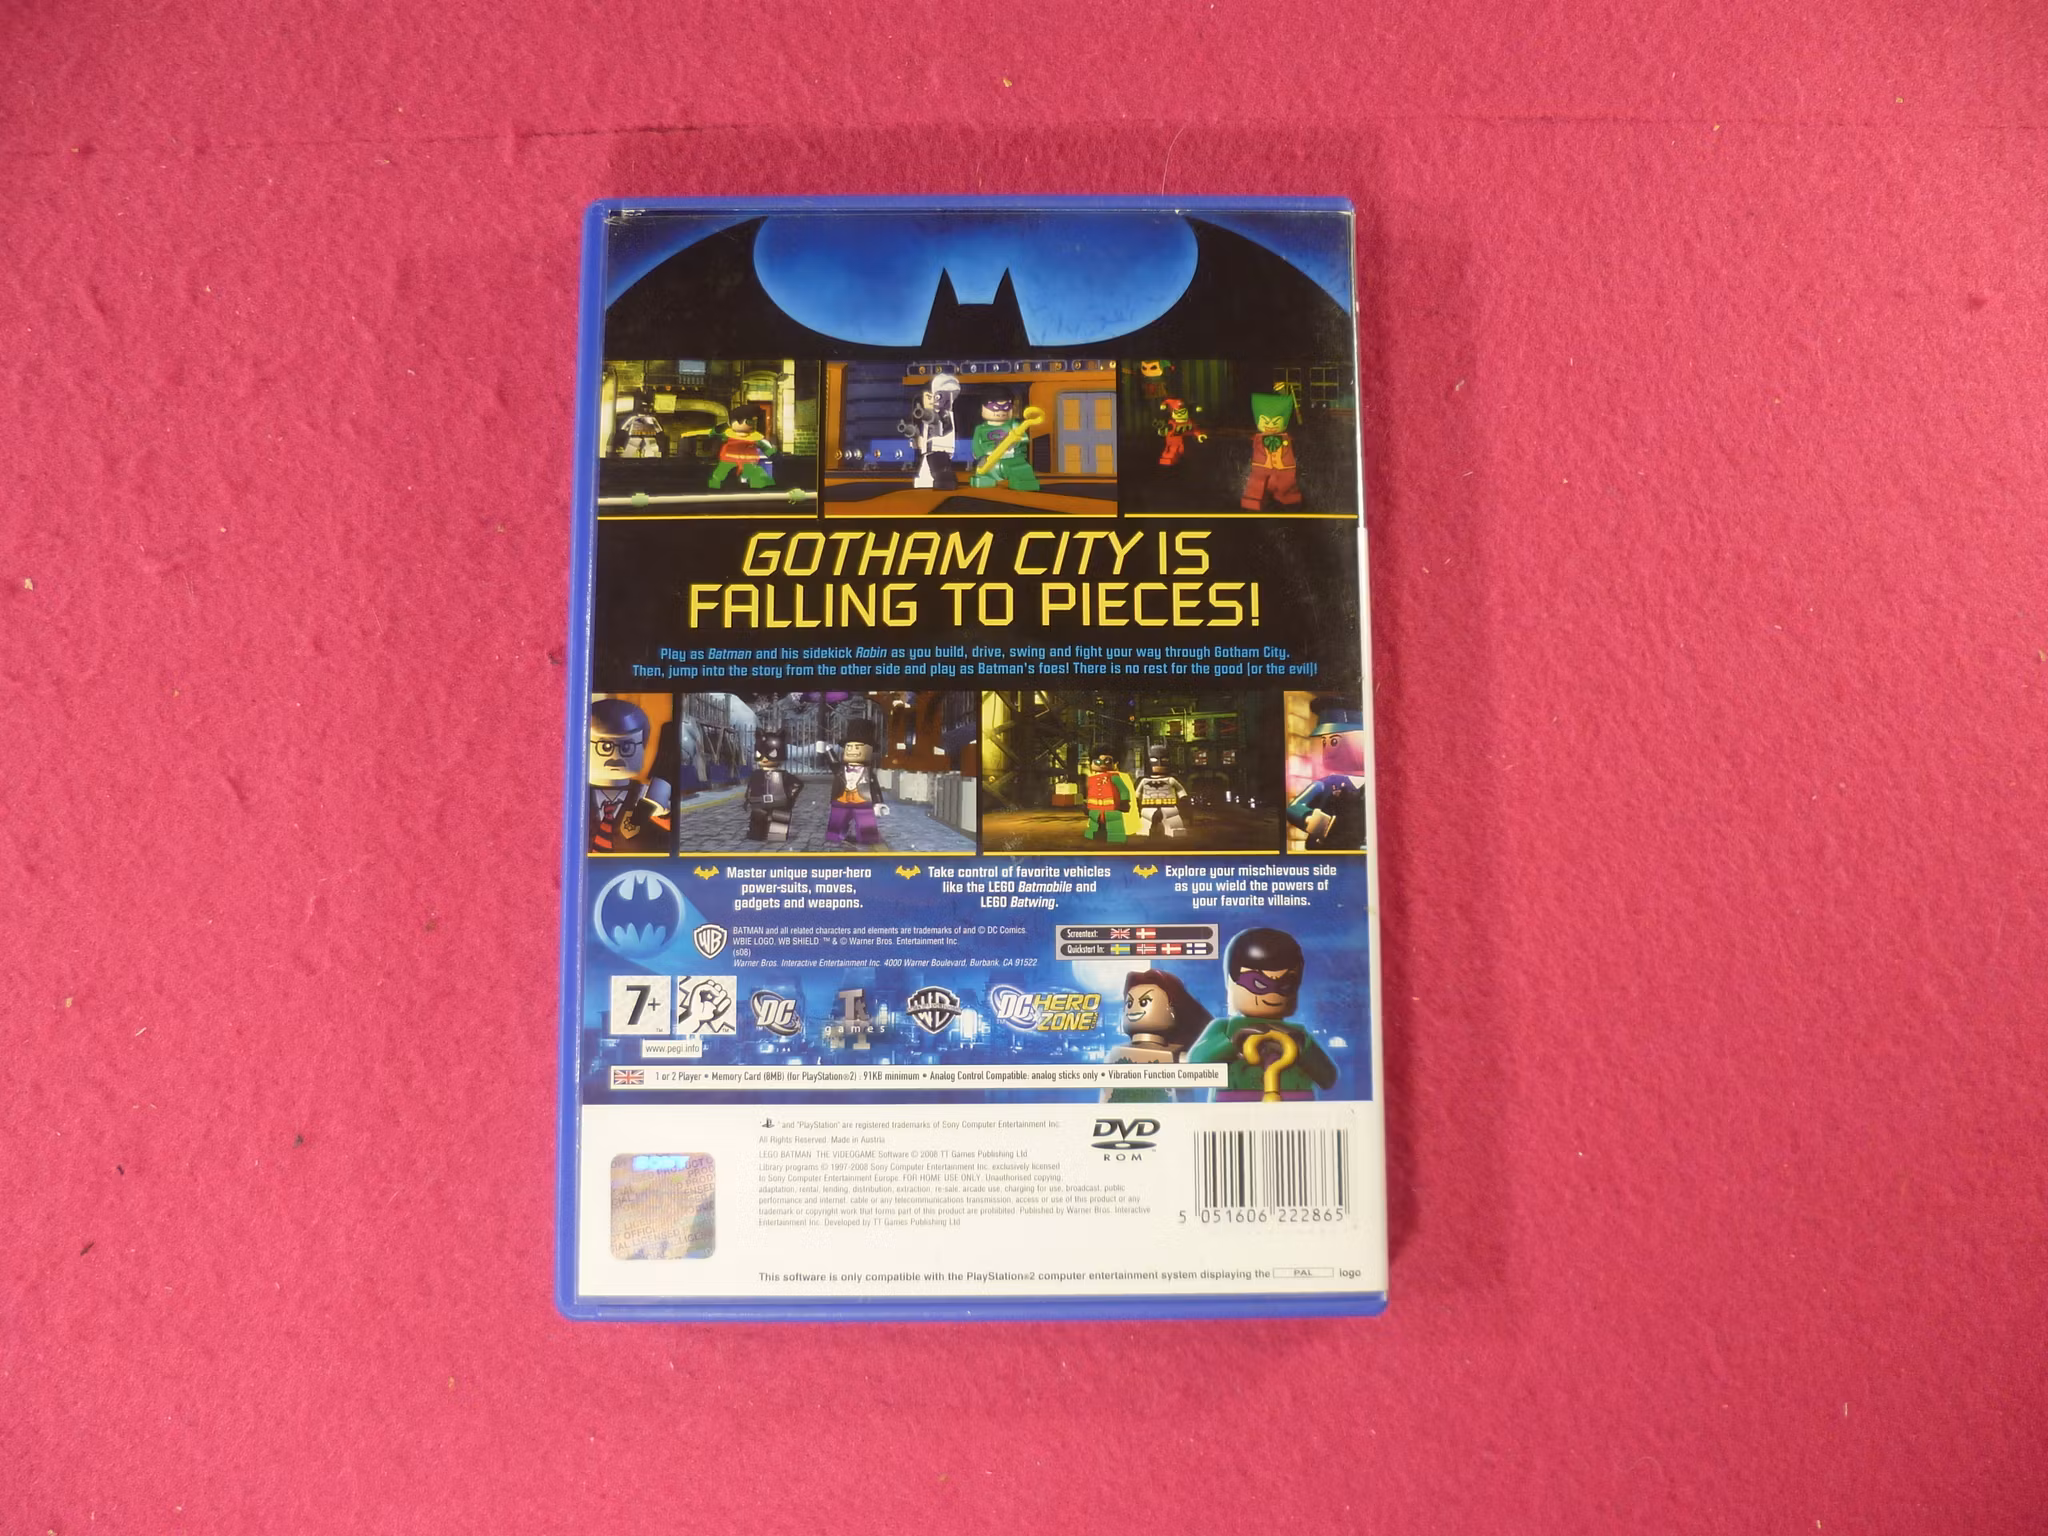 GOTHAM CITY IS
FALLING TO PIECES!
Play as Batman and his sidekick Robin as you build, drive, swing and fight your way through Gotham City.
Then, jump into the story from the other side and play as Batman's foes! There is no rest for the good (or the evil)!
Master unique super-hero
power-suits, moves,
gadgets and weapons.
Take control of favorite vehicles
like the LEGO Batmobile and
LEGO Batwing.
Explore your mischievous side
as you wield the powers of
your favorite villains.
WB
BATMAN and all related characters and elements are trademarks of and © DC Comics.
WBIE LOGO, WB SHIELD ™ & © Warner Bros. Entertainment Inc.
(s08)
Warner Bros. Interactive Entertainment Inc. 4000 Warner Boulevard, Burbank, CA 91522
Screentext:
Quickstart In:
7+
www.pegi.info
DC
games
WB
DC HERO
ZONE
1 or 2 Player • Memory Card (8MB) (for PlayStation®2) : 91KB minimum • Analog Control Compatible: analog sticks only • Vibration Function Compatible
" and "PlayStation" are registered trademarks of Sony Computer Entertainment Inc.
All Rights Reserved. Made in Austria
LEGO BATMAN THE VIDEOGAME Software © 2008 TT Games Publishing Ltd
Library programs © 1997-2008 Sony Computer Entertainment Inc. exclusively licensed
to Sony Computer Entertainment Europe. FOR HOME USE ONLY. Unauthorised copying,
adaptation, rental, lending, distribution, extraction, re-sale, arcade use, charging for use, broadcast, public
performance and internet, cable or any telecommunications transmission, access or use of this product or any
trademark or copyright work that forms part of this product are prohibited. Published by Warner Bros. Interactive
Entertainment Inc. Developed by TT Games Publishing Ltd
DVD
ROM
5 051606 222865
This software is only compatible with the PlayStation®2 computer entertainment system displaying the PAL logo